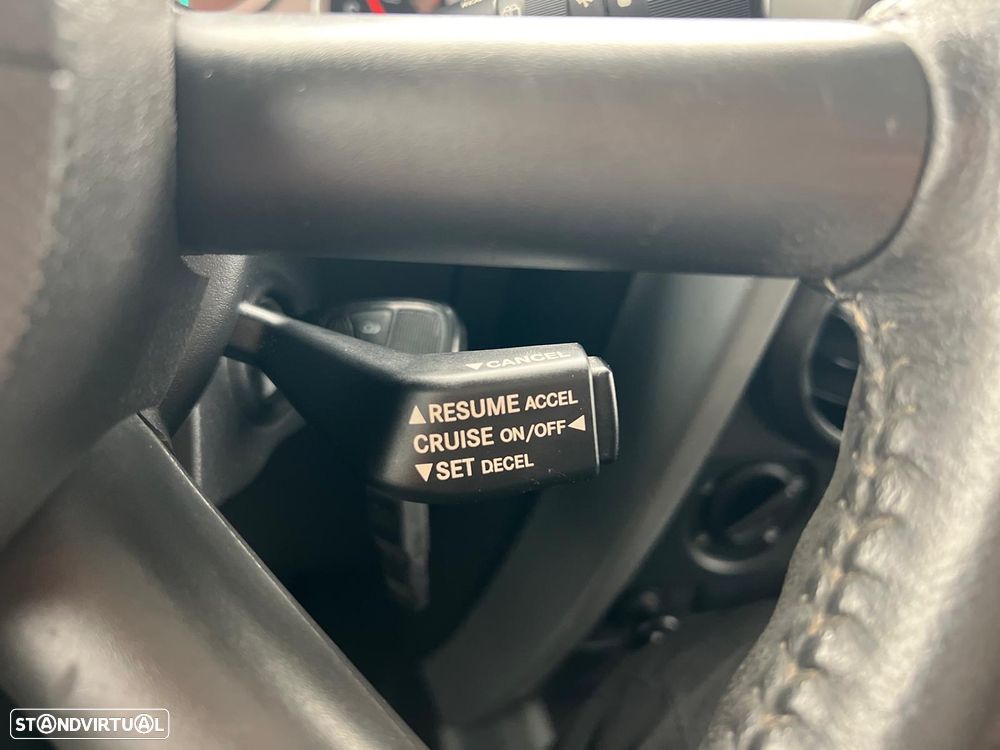 ▼CANCEL
▲RESUME ACCEL
CRUISE ON/OFF◀
▼SET DECEL
STANDVIRTUAL